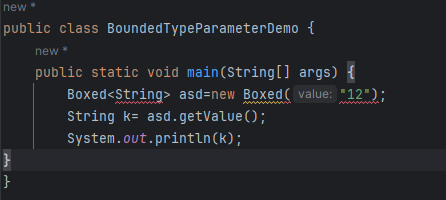 new *
public class BoundedTypeParameterDemo {
new *
public static void main(String[] args) {
Boxed<String> asd=new Boxed( value: "12");
String k= asd.getValue();
System.out.println(k);
}
}